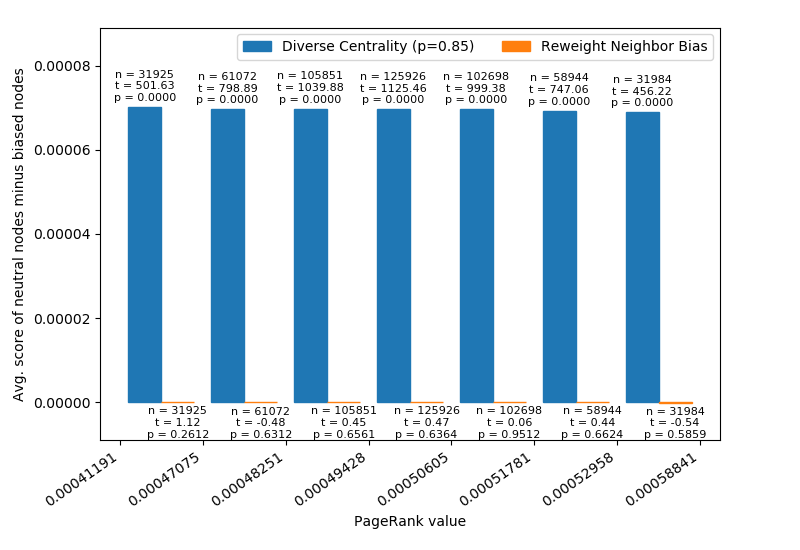 Diverse Centrality (p=0.85)
Reweight Neighbor Bias
0.00008
0.00006
0.00004
0.00002
0.00000
Avg. score of neutral nodes minus biased nodes
n = 31925
t = 501.63
p = 0.0000
n = 61072
t = 798.89
p = 0.0000
n = 105851
t = 1039.88
p = 0.0000
n = 125926
t = 1125.46
p = 0.0000
n = 102698
t = 999.38
p = 0.0000
n = 58944
t = 747.06
p = 0.0000
n = 31984
t = 456.22
p = 0.0000
n = 31925
t = 1.12
p = 0.2612
n = 61072
t = -0.48
p = 0.6312
n = 105851
t = 0.45
p = 0.6561
n = 125926
t = 0.47
p = 0.6364
n = 102698
t = 0.06
p = 0.9512
n = 58944
t = 0.44
p = 0.6624
n = 31984
t = -0.54
p = 0.5859
0.00041191
0.00047075
0.00048251
0.00049428
0.00050605
0.00051781
0.00052958
0.00058841
PageRank value